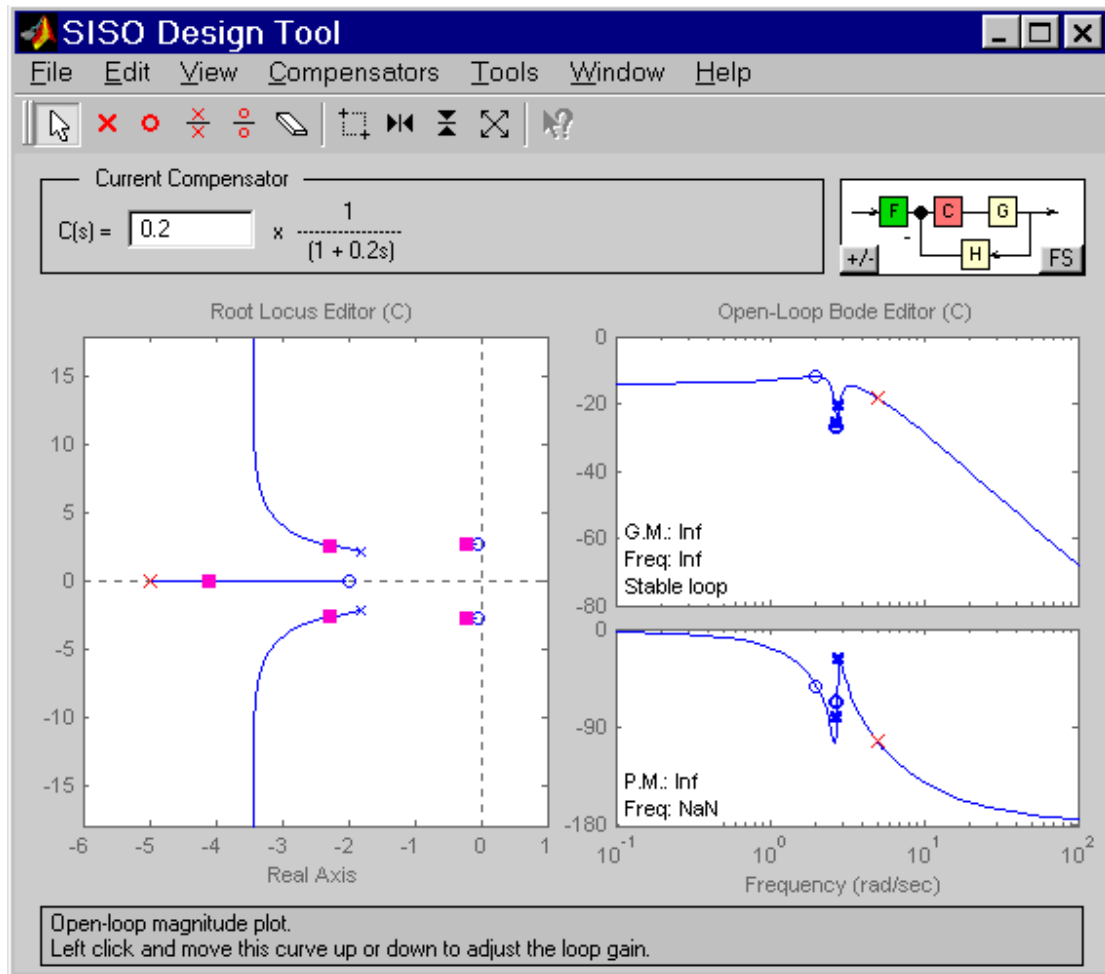 SISO Design Tool
File Edit View Compensators Tools Window Help
Current Compensator
C(s) = 0.2 x 1
(1 + 0.2s)
F C G
- H
+/- FS
Root Locus Editor (C)
15
10
5
0
-5
-10
-15
-6 -5 -4 -3 -2 -1 0 1
Real Axis
Open-Loop Bode Editor (C)
0
-20
-40
-60
-80
G.M.: Inf
Freq: Inf
Stable loop
0
-90
-180
P.M.: Inf
Freq: NaN
10^-1 10^0 10^1 10^2
Frequency (rad/sec)
Open-loop magnitude plot.
Left click and move this curve up or down to adjust the loop gain.